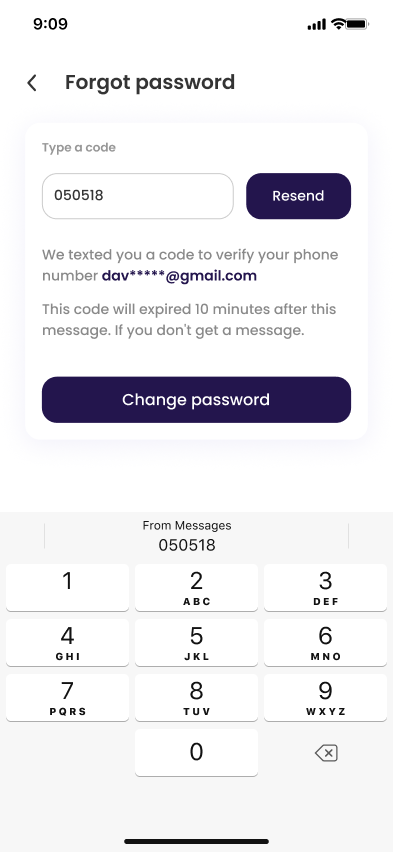 9:09
Forgot password
Type a code
050518
Resend
We texted you a code to verify your phone
number dav*****@gmail.com
This code will expired 10 minutes after this
message. If you don't get a message.
Change password
From Messages
050518
1
2
ABC
3
DEF
4
GHI
5
JKL
6
MNO
7
PQRS
8
TUV
9
WXYZ
0